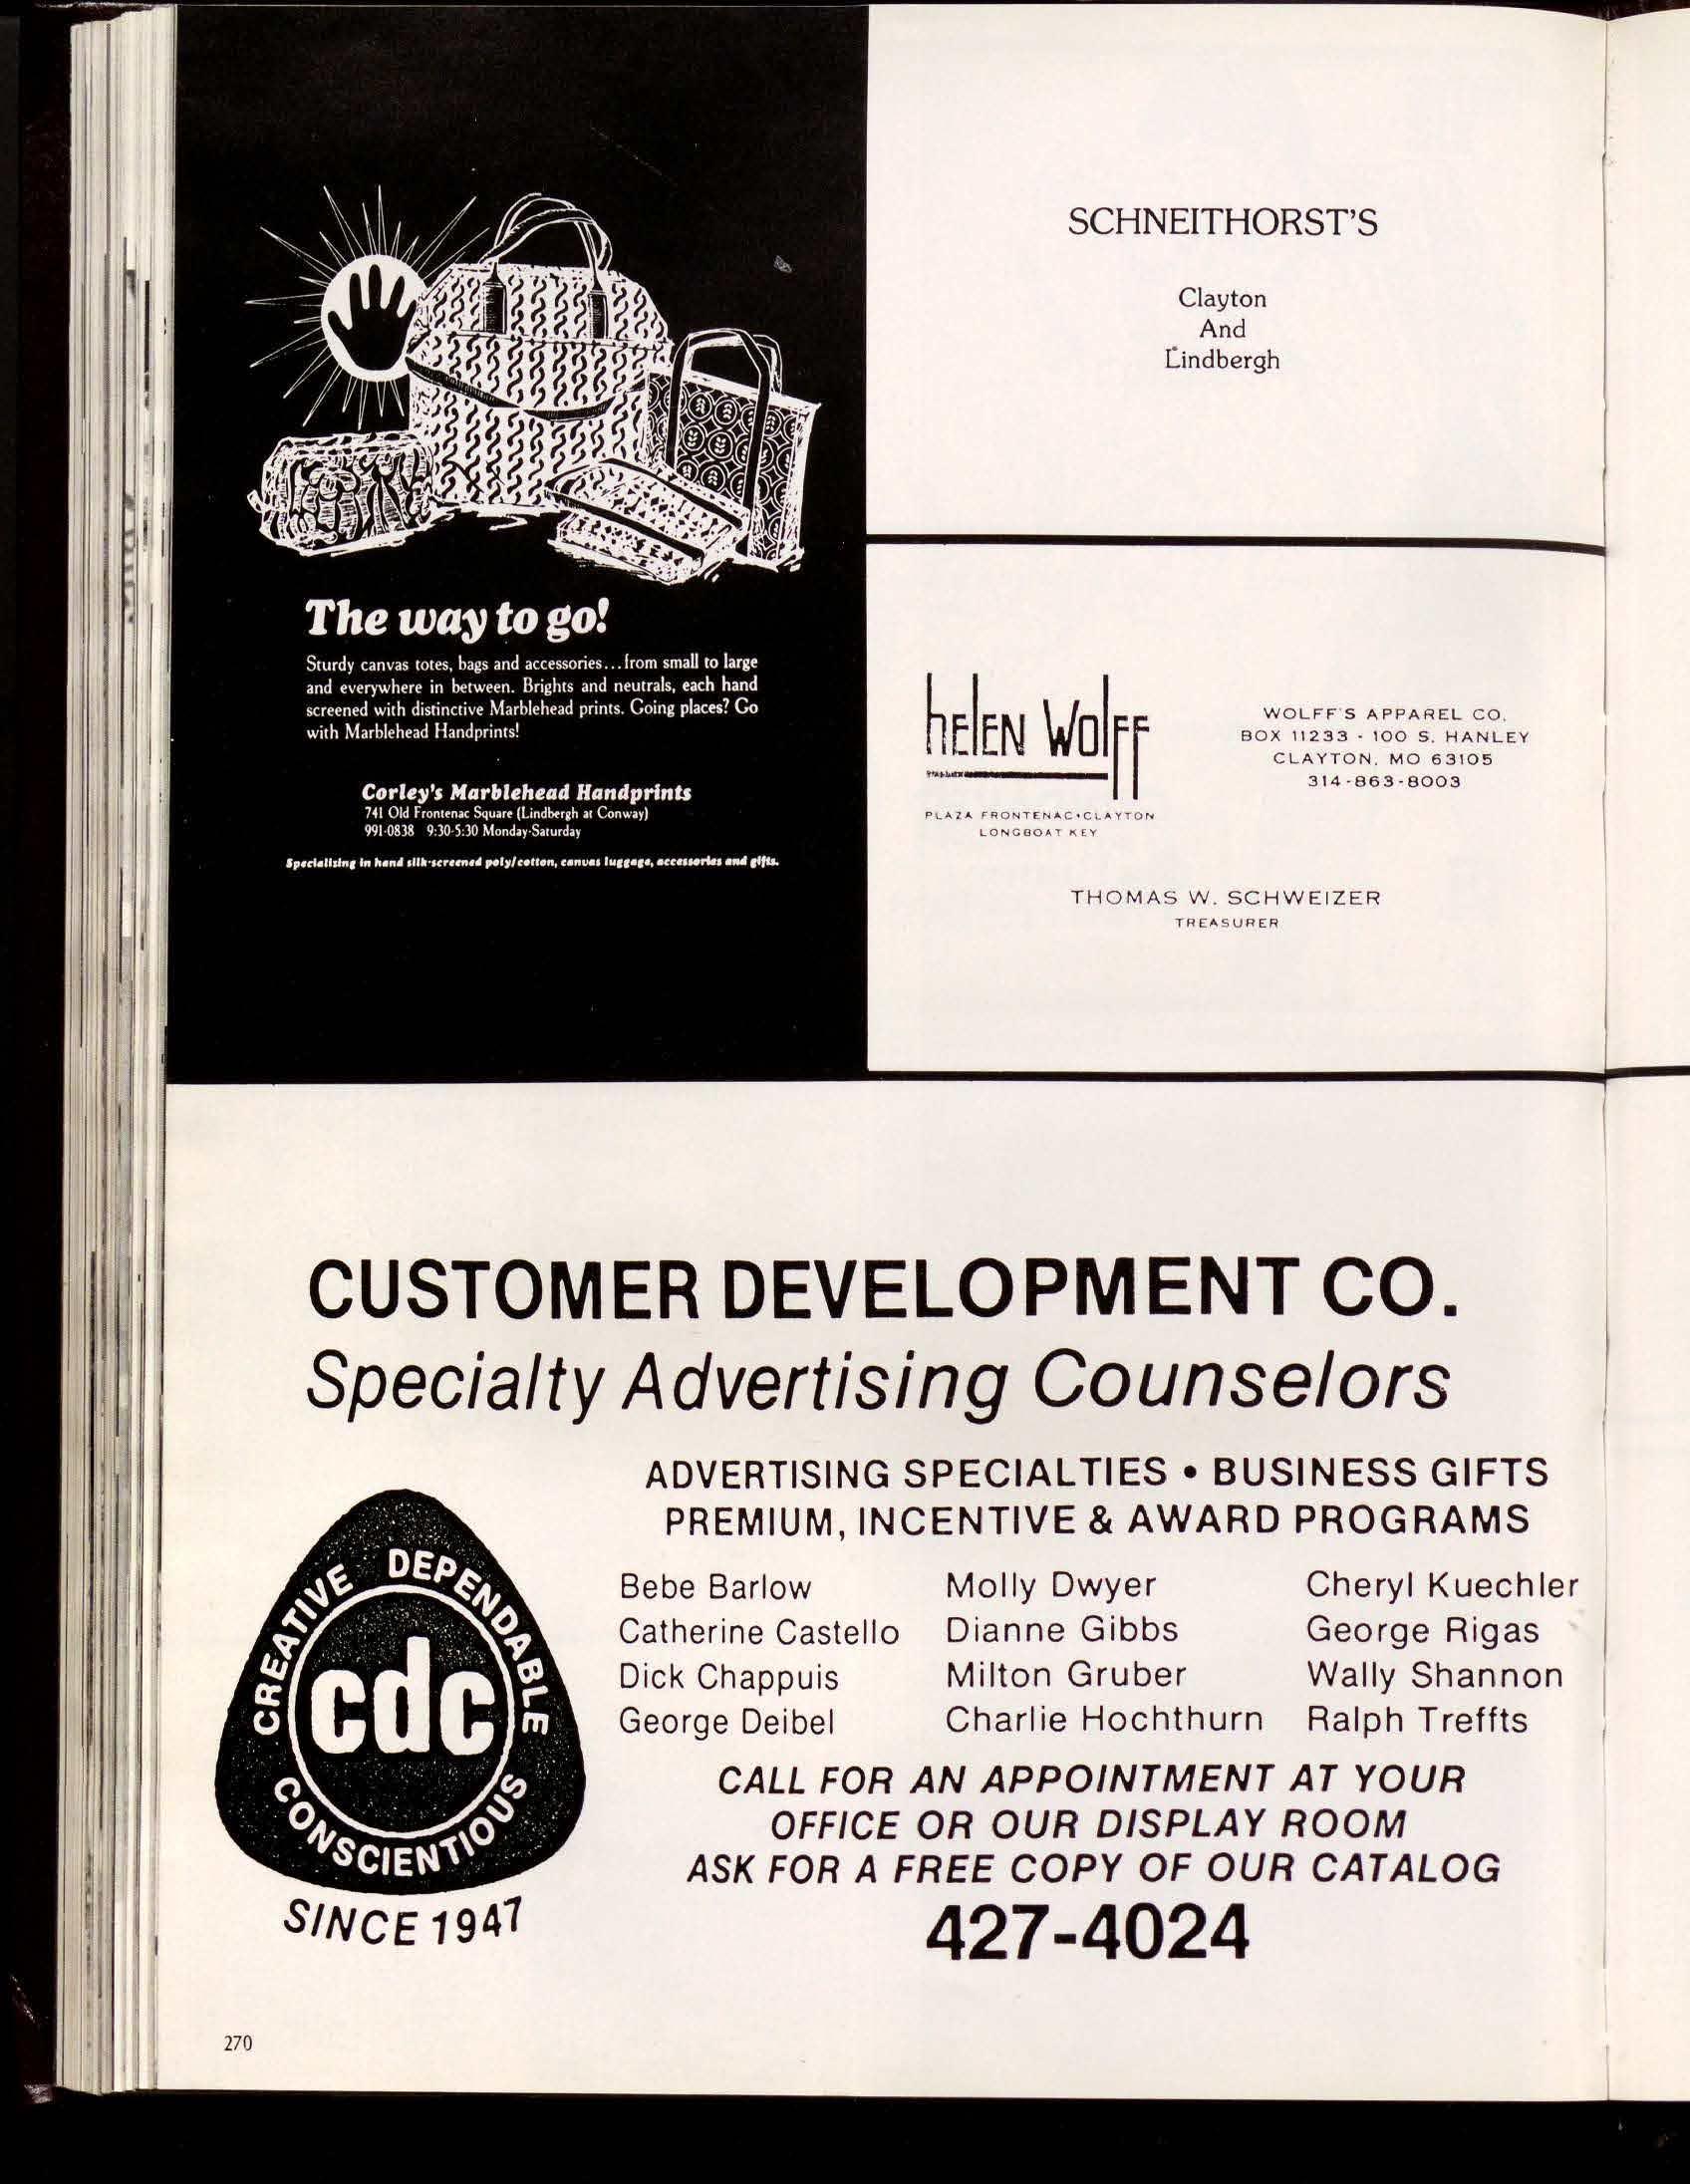 The way to go!
Sturdy canvas totes, bags and accessories...from small to large
and everywhere in between. Brights and neutrals, each hand
screened with distinctive Marblehead prints. Going places? Go
with Marblehead Handprints!
Corley's Marblehead Handprints
741 Old Frontenac Square (Lindbergh at Conway)
991-0838 9:30-5:30 Monday-Saturday
Specializing in hand silk-screened poly/cotton, canvas luggage, accessories and gifts.
SCHNEITHORST'S
Clayton
And
Lindbergh
helen Wolff
PLAZA FRONTENAC•CLAYTON
LONGBOAT KEY
WOLFF'S APPAREL CO.
BOX 11233 - 100 S. HANLEY
CLAYTON, MO 63105
314-863-8003
THOMAS W. SCHWEIZER
TREASURER
CUSTOMER DEVELOPMENT CO.
Specialty Advertising Counselors
ADVERTISING SPECIALTIES • BUSINESS GIFTS
PREMIUM, INCENTIVE & AWARD PROGRAMS
CREATIVE DEPENDABLE
cdc
CONSCIENTIOUS
SINCE 1947
Bebe Barlow
Catherine Castello
Dick Chappuis
George Deibel
Molly Dwyer
Dianne Gibbs
Milton Gruber
Charlie Hochthurn
Cheryl Kuechler
George Rigas
Wally Shannon
Ralph Treffts
CALL FOR AN APPOINTMENT AT YOUR
OFFICE OR OUR DISPLAY ROOM
ASK FOR A FREE COPY OF OUR CATALOG
427-4024
270